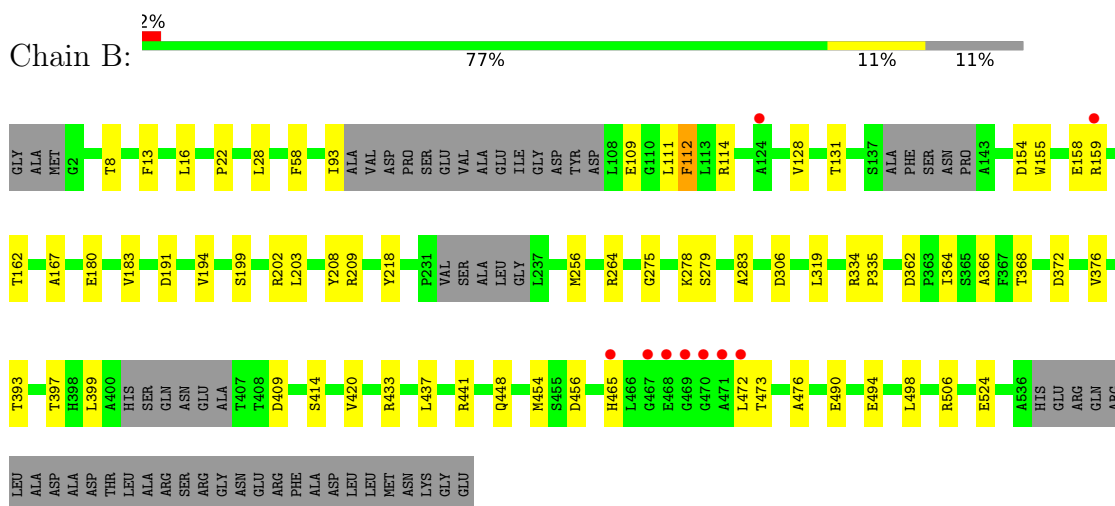 2%
Chain B:
77% 11% 11%
GLY ALA MET G2 T8 F13 L16 P22 L28 F58 I93 ALA VAL ASP PRO SER GLU VAL ALA GLU ILE GLY ASP TYR ASP L108 E109 G110 L111 F112 L113 R114 A124 V128 T131 S137 ALA PHE SER ASN PRO A143 D154 W155 E158 R159
T162 A167 E180 V183 D191 V194 S199 R202 L203 Y208 R209 Y218 P231 VAL SER ALA LEU GLY L237 M256 R264 G275 K278 S279 A283 D306 L319 R334 P335 D362 P363 I364 S365 A366 F367 T368 D372 V376
T393 T397 H398 L399 A400 HIS SER GLN ASN GLU ALA T407 T408 D409 S414 V420 R433 L437 R441 Q448 M454 S455 D456 H465 L466 G467 E468 G469 G470 A471 L472 T473 A476 E490 E494 L498 R506 E524 A536 HIS GLU ARG GLN ARG
LEU ALA ASP ALA ASP THR LEU ALA ARG SER ARG GLY ASN GLU ARG PHE ALA ASP LEU LEU MET ASN LYS GLY GLU